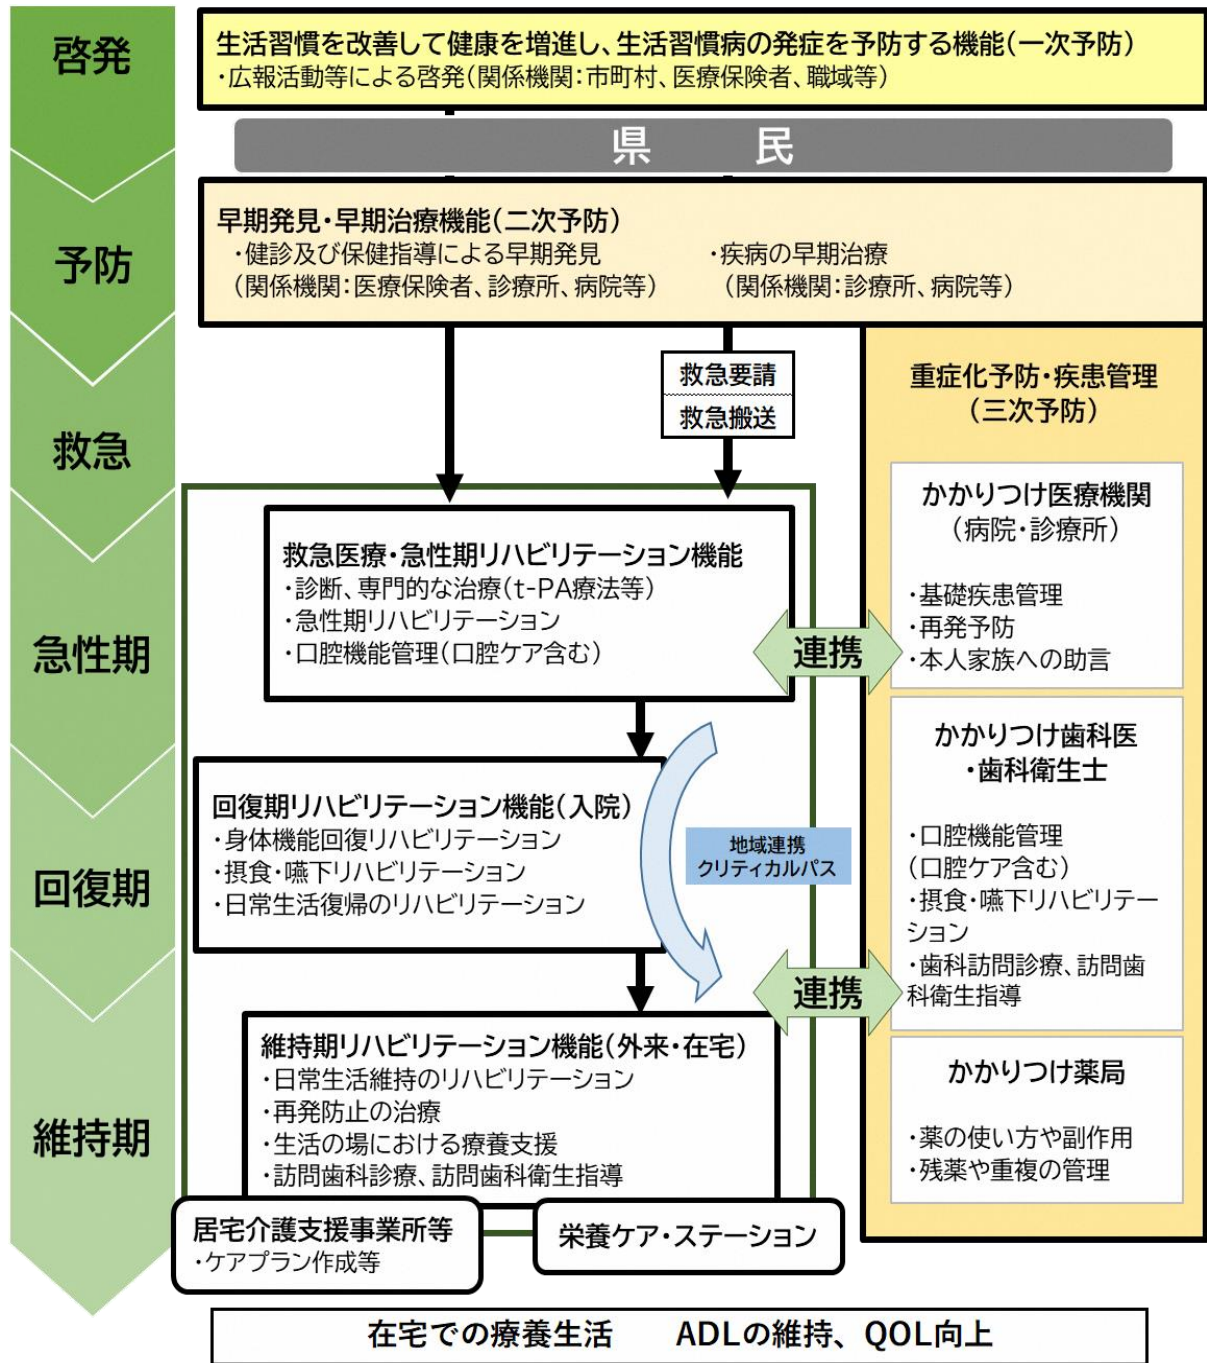 啓発
生活習慣を改善して健康を増進し、生活習慣病の発症を予防する機能(一次予防)
・広報活動等による啓発(関係機関:市町村、医療保険者、職域等)
県　民
予防
早期発見・早期治療機能(二次予防)
・健診及び保健指導による早期発見
(関係機関:医療保険者、診療所、病院等)
・疾病の早期治療
(関係機関:診療所、病院等)
救急
救急要請
救急搬送
急性期
救急医療・急性期リハビリテーション機能
・診断、専門的な治療(t-PA療法等)
・急性期リハビリテーション
・口腔機能管理(口腔ケア含む)
連携
回復期
回復期リハビリテーション機能(入院)
・身体機能回復リハビリテーション
・摂食・嚥下リハビリテーション
・日常生活復帰のリハビリテーション
地域連携
クリティカルパス
連携
維持期
維持期リハビリテーション機能(外来・在宅)
・日常生活維持のリハビリテーション
・再発防止の治療
・生活の場における療養支援
・訪問歯科診療、訪問歯科衛生指導
居宅介護支援事業所等
・ケアプラン作成等
栄養ケア・ステーション
重症化予防・疾患管理
(三次予防)
かかりつけ医療機関
(病院・診療所)
・基礎疾患管理
・再発予防
・本人家族への助言
かかりつけ歯科医
・歯科衛生士
・口腔機能管理
(口腔ケア含む)
・摂食・嚥下リハビリテー
ション
・歯科訪問診療、訪問歯
科衛生指導
かかりつけ薬局
・薬の使い方や副作用
・残薬や重複の管理
在宅での療養生活　ADLの維持、QOL向上